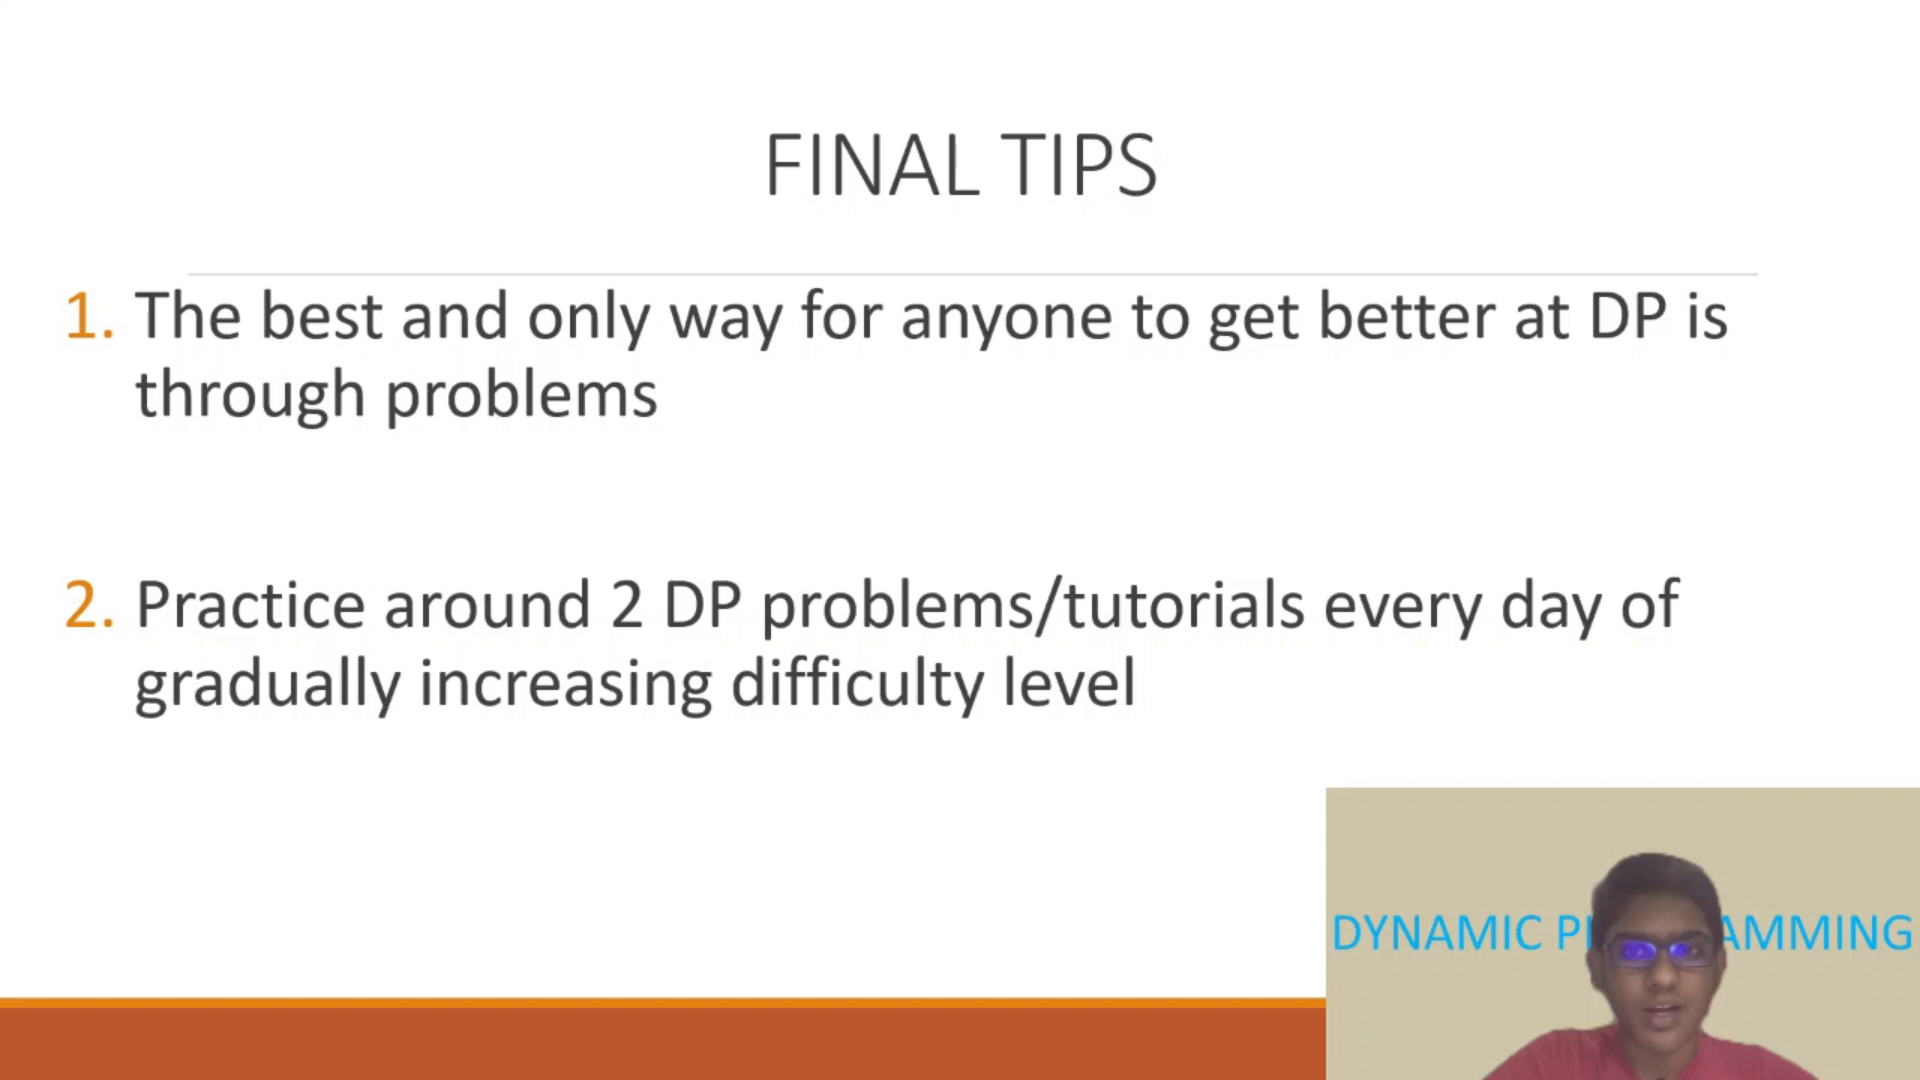 FINAL TIPS
1. The best and only way for anyone to get better at DP is
through problems
2. Practice around 2 DP problems/tutorials every day of
gradually increasing difficulty level
DYNAMIC P AMMING